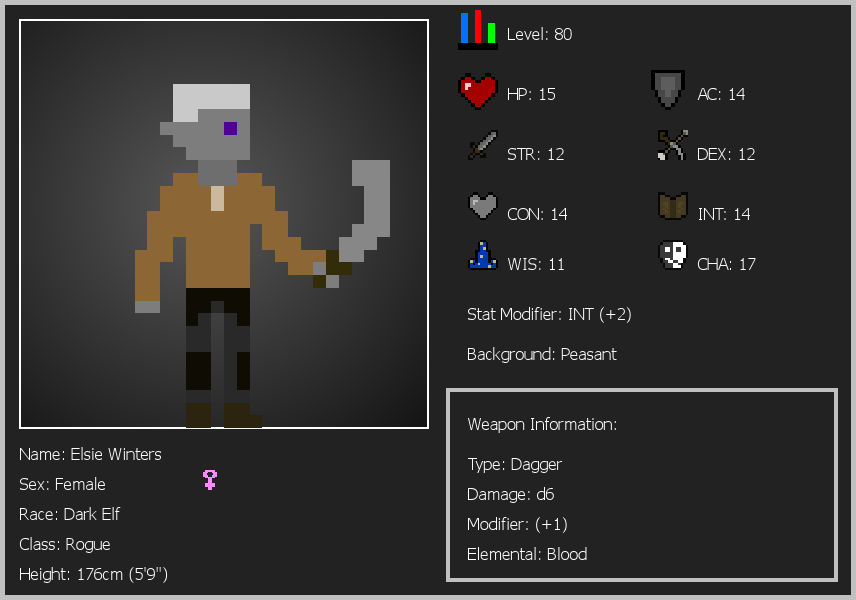 Level: 80
HP: 15
AC: 14
STR: 12
DEX: 12
CON: 14
INT: 14
WIS: 11
CHA: 17
Stat Modifier: INT (+2)
Background: Peasant
Weapon Information:
Type: Dagger
Damage: d6
Modifier: (+1)
Elemental: Blood
Name: Elsie Winters
Sex: Female
Race: Dark Elf
Class: Rogue
Height: 176cm (5'9")